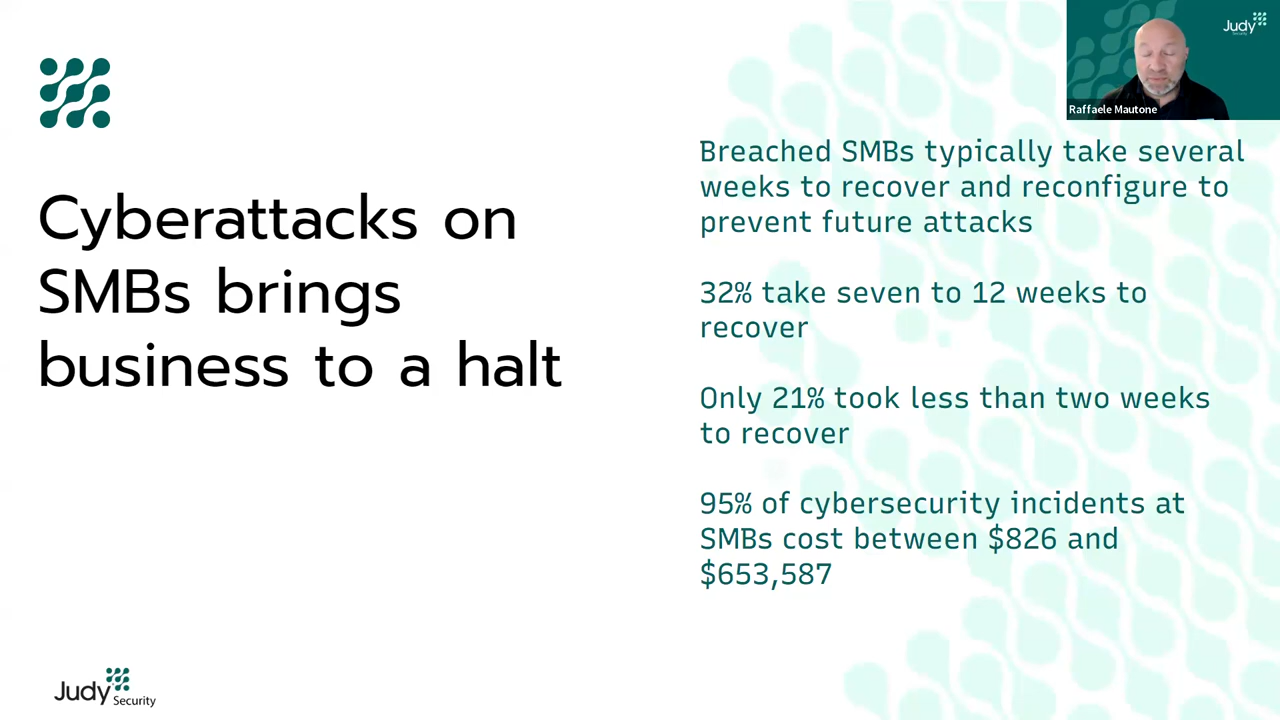 Judy
Security
Raffaele Mautone
Cyberattacks on
SMBs brings
business to a halt
Breached SMBs typically take several
weeks to recover and reconfigure to
prevent future attacks
32% take seven to 12 weeks to
recover
Only 21% took less than two weeks
to recover
95% of cybersecurity incidents at
SMBs cost between $826 and
$653,587
Judy
Security